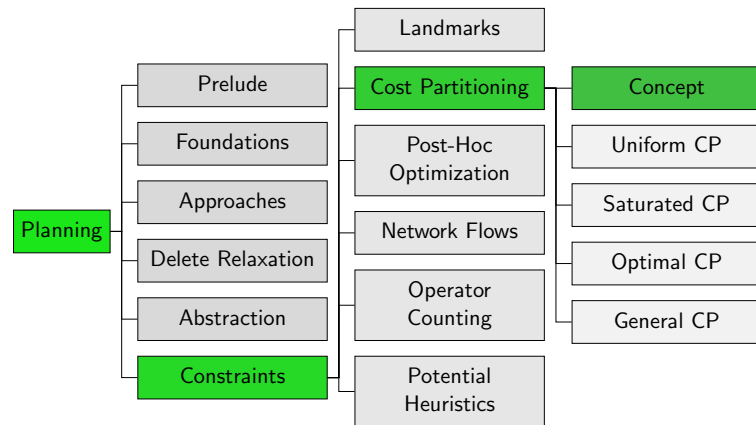 Planning
Prelude
Foundations
Approaches
Delete Relaxation
Abstraction
Constraints
Landmarks
Cost Partitioning
Post-Hoc
Optimization
Network Flows
Operator
Counting
Potential
Heuristics
Concept
Uniform CP
Saturated CP
Optimal CP
General CP